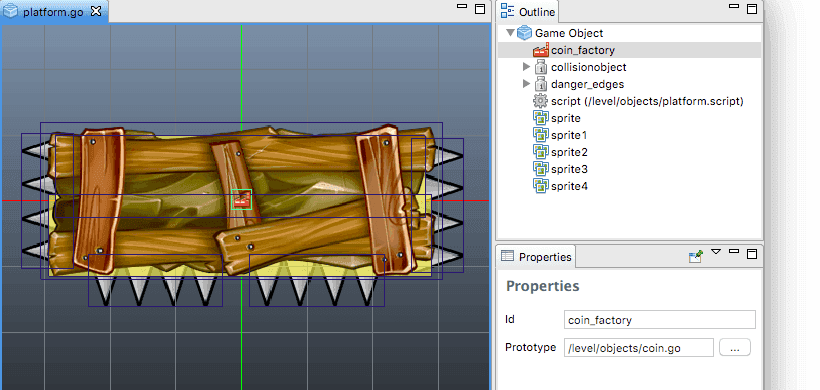 platform.go
Outline
Game Object
coin_factory
collisionobject
danger_edges
script (/level/objects/platform.script)
sprite
sprite1
sprite2
sprite3
sprite4
Properties
Properties
Id coin_factory
Prototype /level/objects/coin.go ...